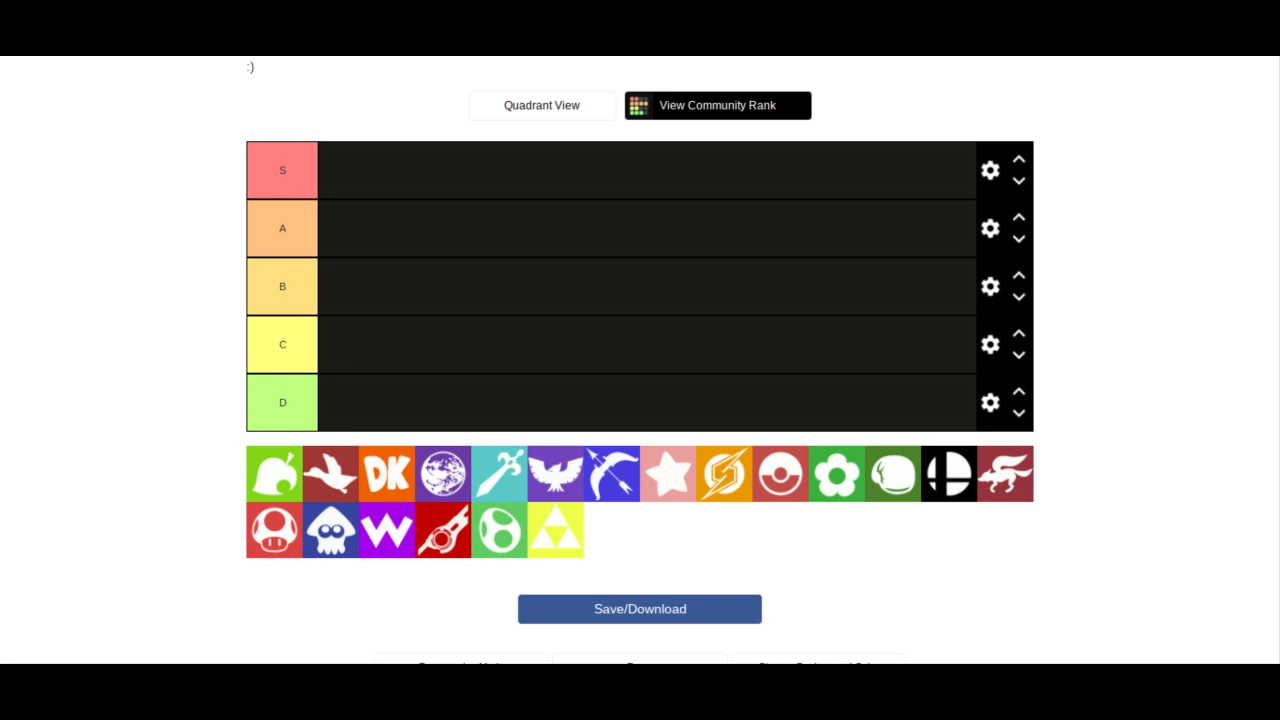 :)
Quadrant View
View Community Rank
S
A
B
C
D
DK
W
Save/Download